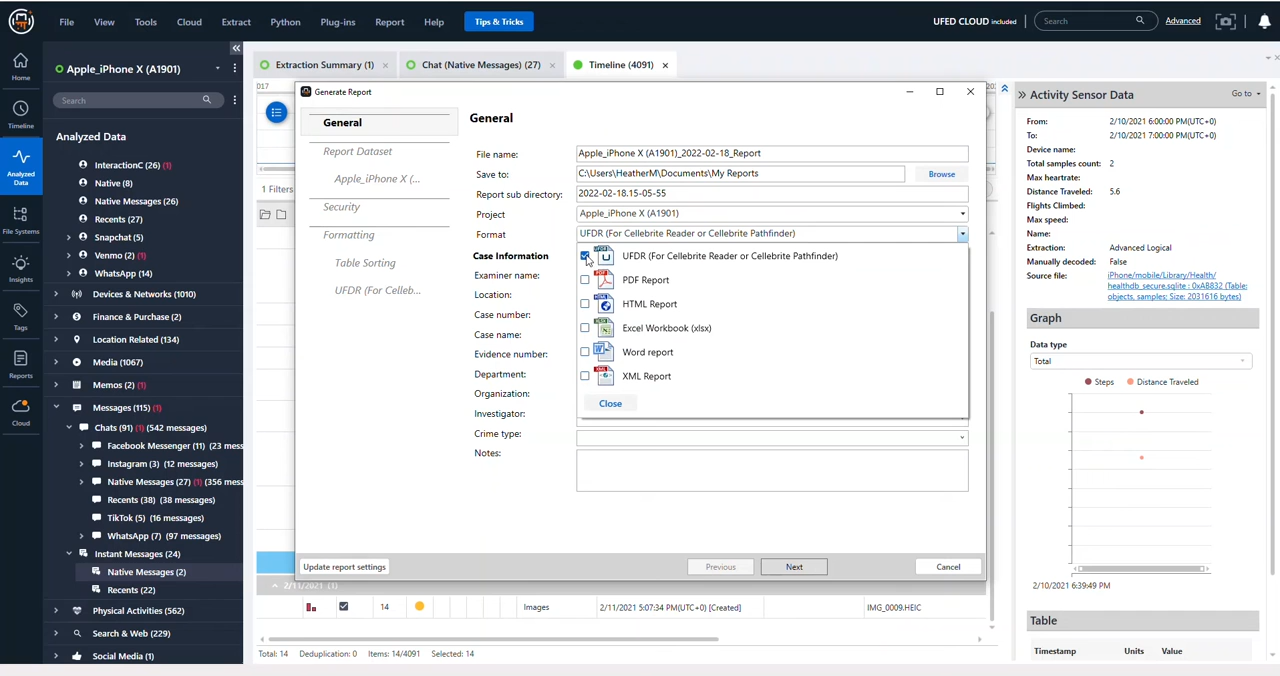 File View Tools Cloud Extract Python Plug-ins Report Help Tips & Tricks UFED CLOUD included Search Advanced
Home
Timeline
Analyzed Data
File Systems
Insights
Tags
Reports
Cloud
Apple_iPhone X (A1901)
Search
Analyzed Data
InteractionC (26) (1)
Native (8)
Native Messages (26)
Recents (27)
Snapchat (5)
Venmo (2) (1)
WhatsApp (14)
Devices & Networks (1010)
Finance & Purchase (2)
Location Related (134)
Media (1067)
Memos (2) (1)
Messages (115) (1)
Chats (91) (1) (542 messages)
Facebook Messenger (11) (23 mess
Instagram (3) (12 messages)
Native Messages (27) (1) (356 mes
Recents (38) (38 messages)
TikTok (5) (16 messages)
WhatsApp (7) (97 messages)
Instant Messages (24)
Native Messages (2)
Recents (22)
Physical Activities (562)
Search & Web (229)
Social Media (1)
Extraction Summary (1) Chat (Native Messages) (27) Timeline (4091)
017
1 Filters
Generate Report
General
Report Dataset
Apple_iPhone X (...
Security
Formatting
Table Sorting
UFDR (For Celleb...
General
File name: Apple_iPhone X (A1901)_2022-02-18_Report
Save to: C:\Users\HeatherM\Documents\My Reports Browse
Report sub directory: 2022-02-18.15-05-55
Project Apple_iPhone X (A1901)
Format UFDR (For Cellebrite Reader or Cellebrite Pathfinder)
Case Information
Examiner name:
Location:
Case number:
Case name:
Evidence number:
Department:
Organization:
Investigator:
Crime type:
Notes:
UFDR (For Cellebrite Reader or Cellebrite Pathfinder)
PDF Report
HTML Report
Excel Workbook (xlsx)
Word report
XML Report
Close
Update report settings Previous Next Cancel
2/11/2021 (1)
14 Images 2/11/2021 5:07:34 PM(UTC+0) [Created] IMG_0009.HEIC
Total: 14 Deduplication: 0 Items: 14/4091 Selected: 14
Activity Sensor Data Go to
From: 2/10/2021 6:00:00 PM(UTC+0)
To: 2/10/2021 7:00:00 PM(UTC+0)
Device name:
Total samples count: 2
Max heartrate:
Distance Traveled: 5.6
Flights Climbed:
Max speed:
Name:
Extraction: Advanced Logical
Manually decoded: False
Source file: iPhone/mobile/Library/Health/
healthdb_secure.sqlite : 0xAB832 (Table:
objects, samples; Size: 2031616 bytes)
Graph
Data type
Total
Steps Distance Traveled
2/10/2021 6:39:49 PM
Table
Timestamp Units Value